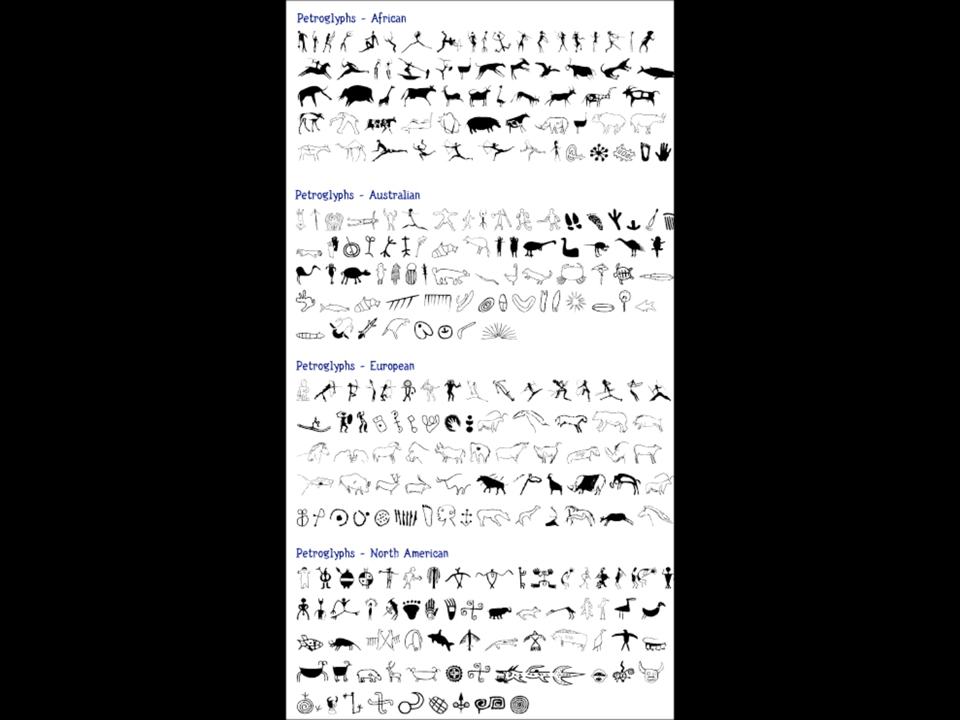 Petroglyphs - African
Petroglyphs - Australian
Petroglyphs - European
Petroglyphs - North American